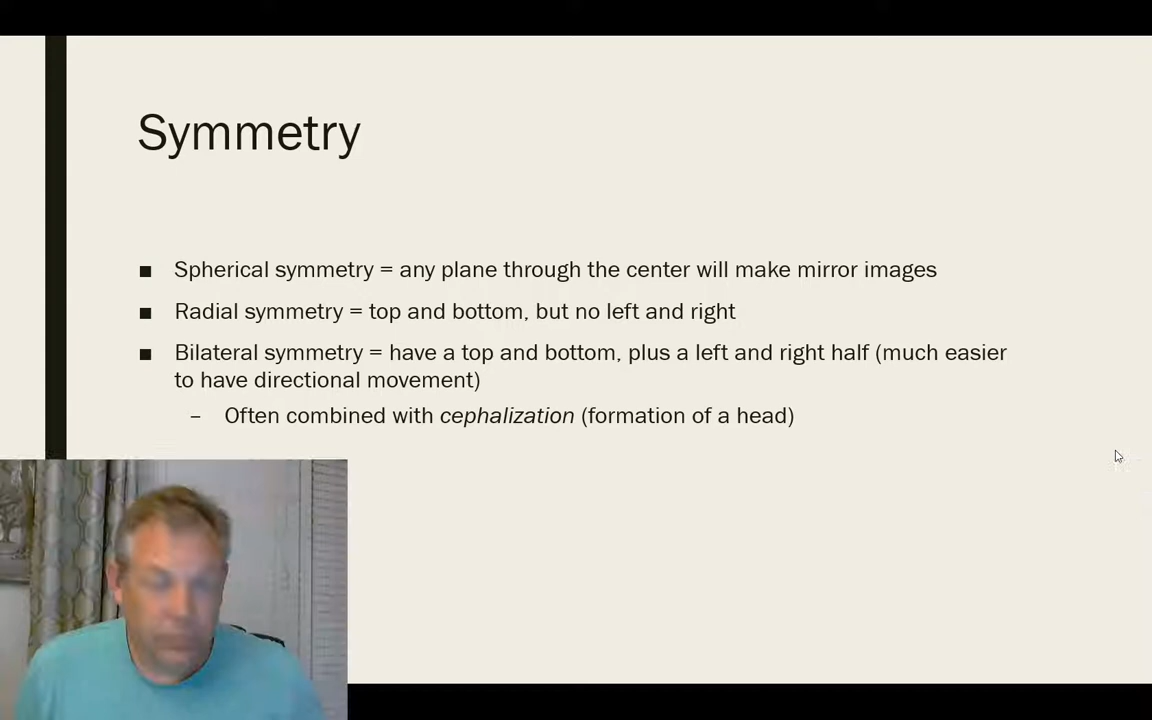 Symmetry
■ Spherical symmetry = any plane through the center will make mirror images
■ Radial symmetry = top and bottom, but no left and right
■ Bilateral symmetry = have a top and bottom, plus a left and right half (much easier
to have directional movement)
– Often combined with cephalization (formation of a head)